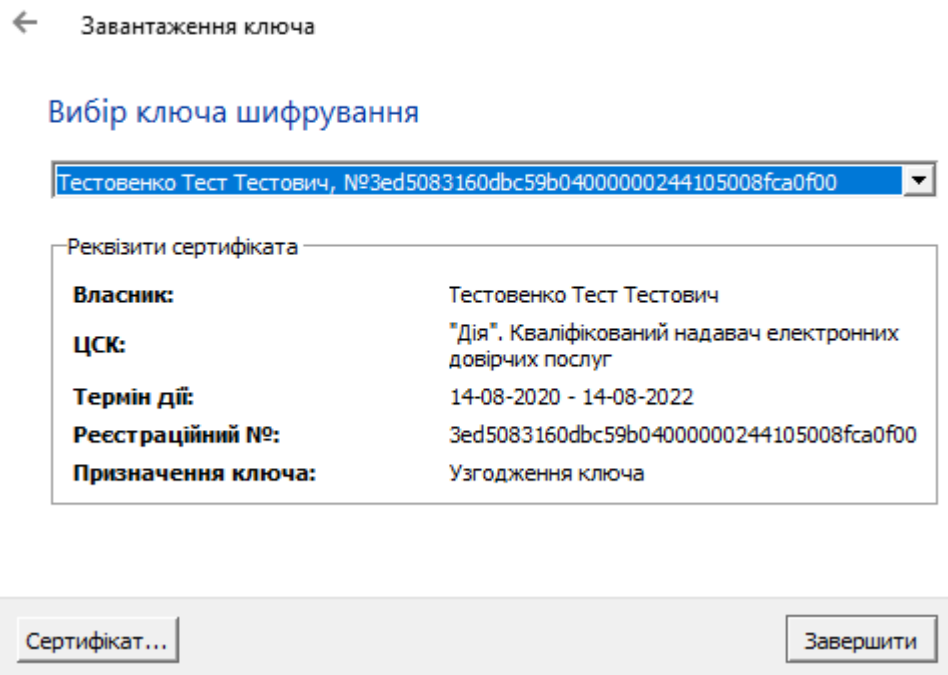 Завантаження ключа
Вибір ключа шифрування
Тестовенко Тест Тестович, №3ed5083160dbc59b04000000244105008fca0f00
Реквізити сертифіката
Власник: Тестовенко Тест Тестович
ЦСК: "Дія". Кваліфікований надавач електронних
довірчих послуг
Термін дії: 14-08-2020 - 14-08-2022
Реєстраційний №: 3ed5083160dbc59b04000000244105008fca0f00
Призначення ключа: Узгодження ключа
Сертифікат... Завершити